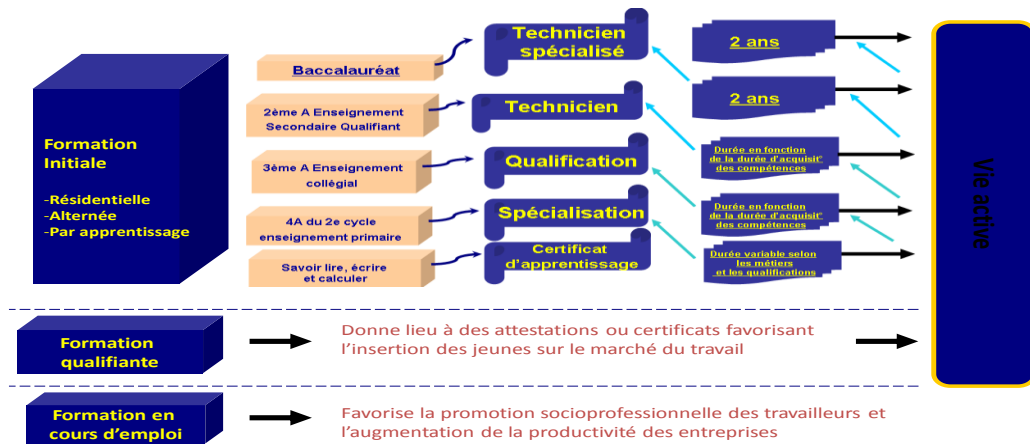 Formation
Initiale
-Résidentielle
-Alternée
-Par apprentissage
Baccalauréat
Technicien
spécialisé
2 ans
2ème A Enseignement
Secondaire Qualifiant
Technicien
2 ans
3ème A Enseignement
collégial
Qualification
Durée en fonction
de la durée d'acquisit°
des compétences
4A du 2e cycle
enseignement primaire
Spécialisation
Durée en fonction
de la durée d'acquisit°
des compétences
Savoir lire, écrire
et calculer
Certificat
d'apprentissage
Durée variable selon
les métiers
et les qualifications
Vie active
Formation
qualifiante
Donne lieu à des attestations ou certificats favorisant
l'insertion des jeunes sur le marché du travail
Formation en
cours d'emploi
Favorise la promotion socioprofessionnelle des travailleurs et
l'augmentation de la productivité des entreprises